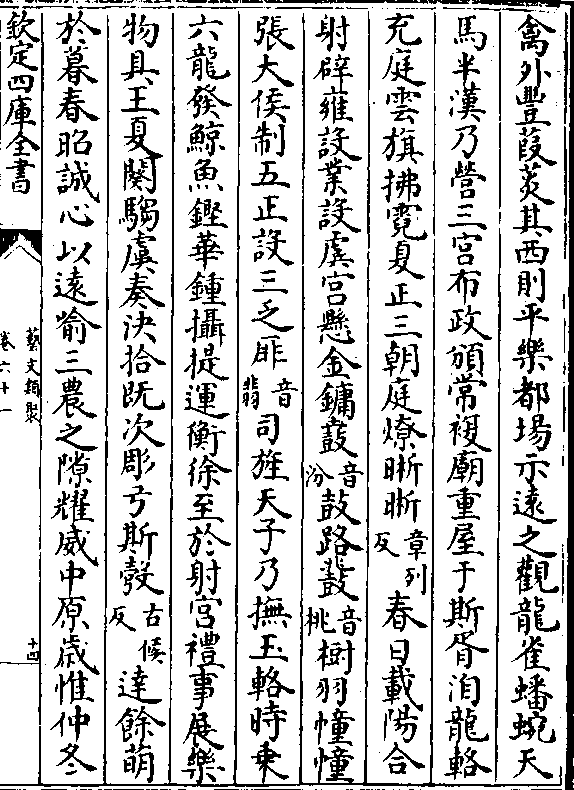 禽外豐葭菼其西則平樂都場示逺之觀龍雀蟠蜿天
馬半漢乃營三宮布政頒常複廟重屋于斯胥洎龍輅
充庭雲旗拂霓夏正三朝庭燎晣晣章列反春日載陽合
射辟雍設業設虡宮懸金鏞鼖音汾鼓路鼗音桃樹羽幢幢
張大侯制五正設三乏厞音翡司旌天子乃撫玉輅時乗
六龍發鯨魚鏗華鍾攝提運衡徐至於射宮禮事展樂
物具王夏闋騶虞奏決拾既次彫弓斯彀古候反達餘萌
於暮春昭誠心以逺喻三農之隙耀威中原歳惟仲冬
欽定四庫全書
藝文類聚
卷六十一
十四